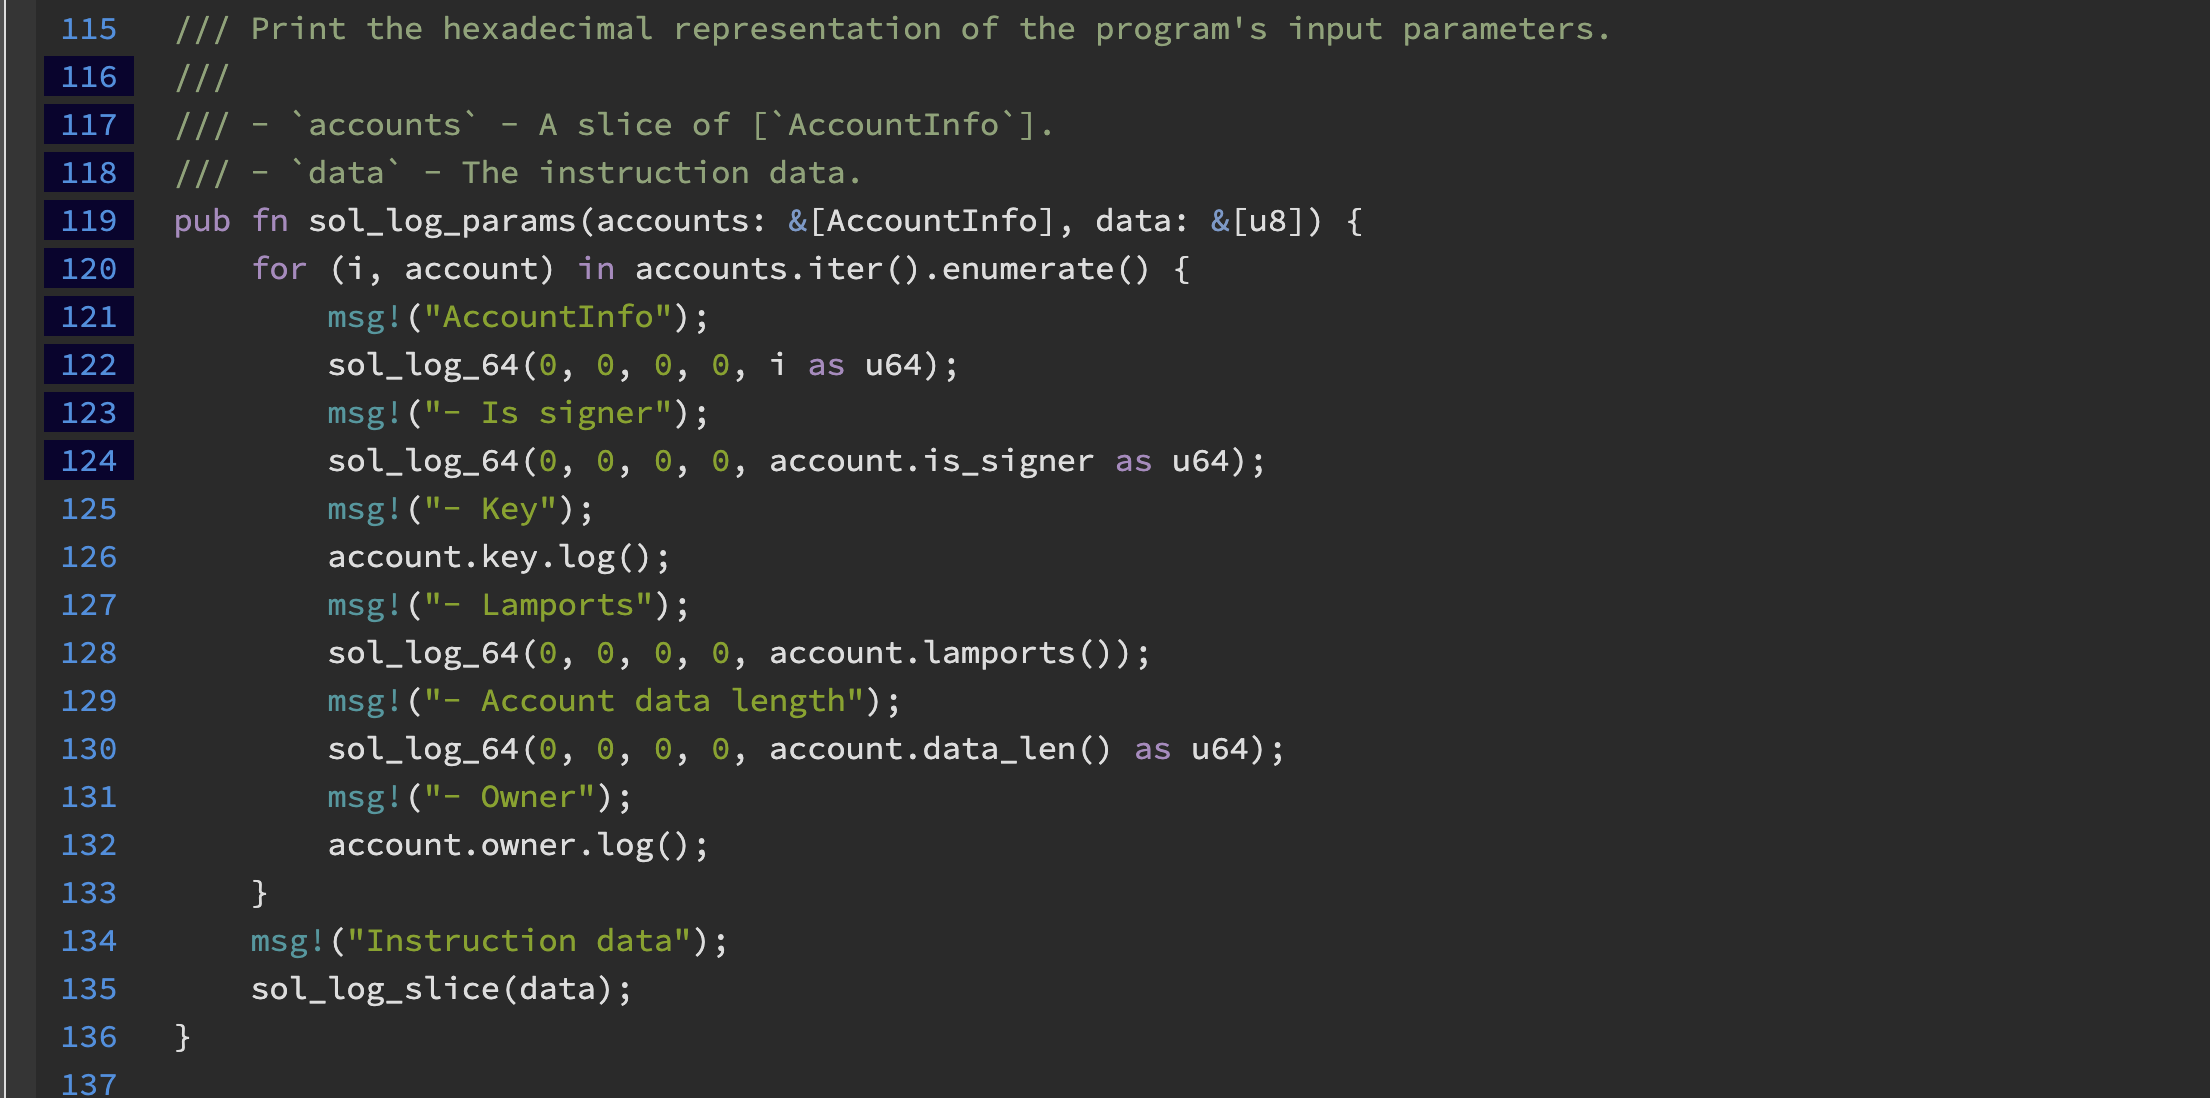 115 /// Print the hexadecimal representation of the program's input parameters.
116 ///
117 /// - `accounts` - A slice of [`AccountInfo`].
118 /// - `data` - The instruction data.
119 pub fn sol_log_params(accounts: &[AccountInfo], data: &[u8]) {
120     for (i, account) in accounts.iter().enumerate() {
121         msg!("AccountInfo");
122         sol_log_64(0, 0, 0, 0, i as u64);
123         msg!("- Is signer");
124         sol_log_64(0, 0, 0, 0, account.is_signer as u64);
125         msg!("- Key");
126         account.key.log();
127         msg!("- Lamports");
128         sol_log_64(0, 0, 0, 0, account.lamports());
129         msg!("- Account data length");
130         sol_log_64(0, 0, 0, 0, account.data_len() as u64);
131         msg!("- Owner");
132         account.owner.log();
133     }
134     msg!("Instruction data");
135     sol_log_slice(data);
136 }
137